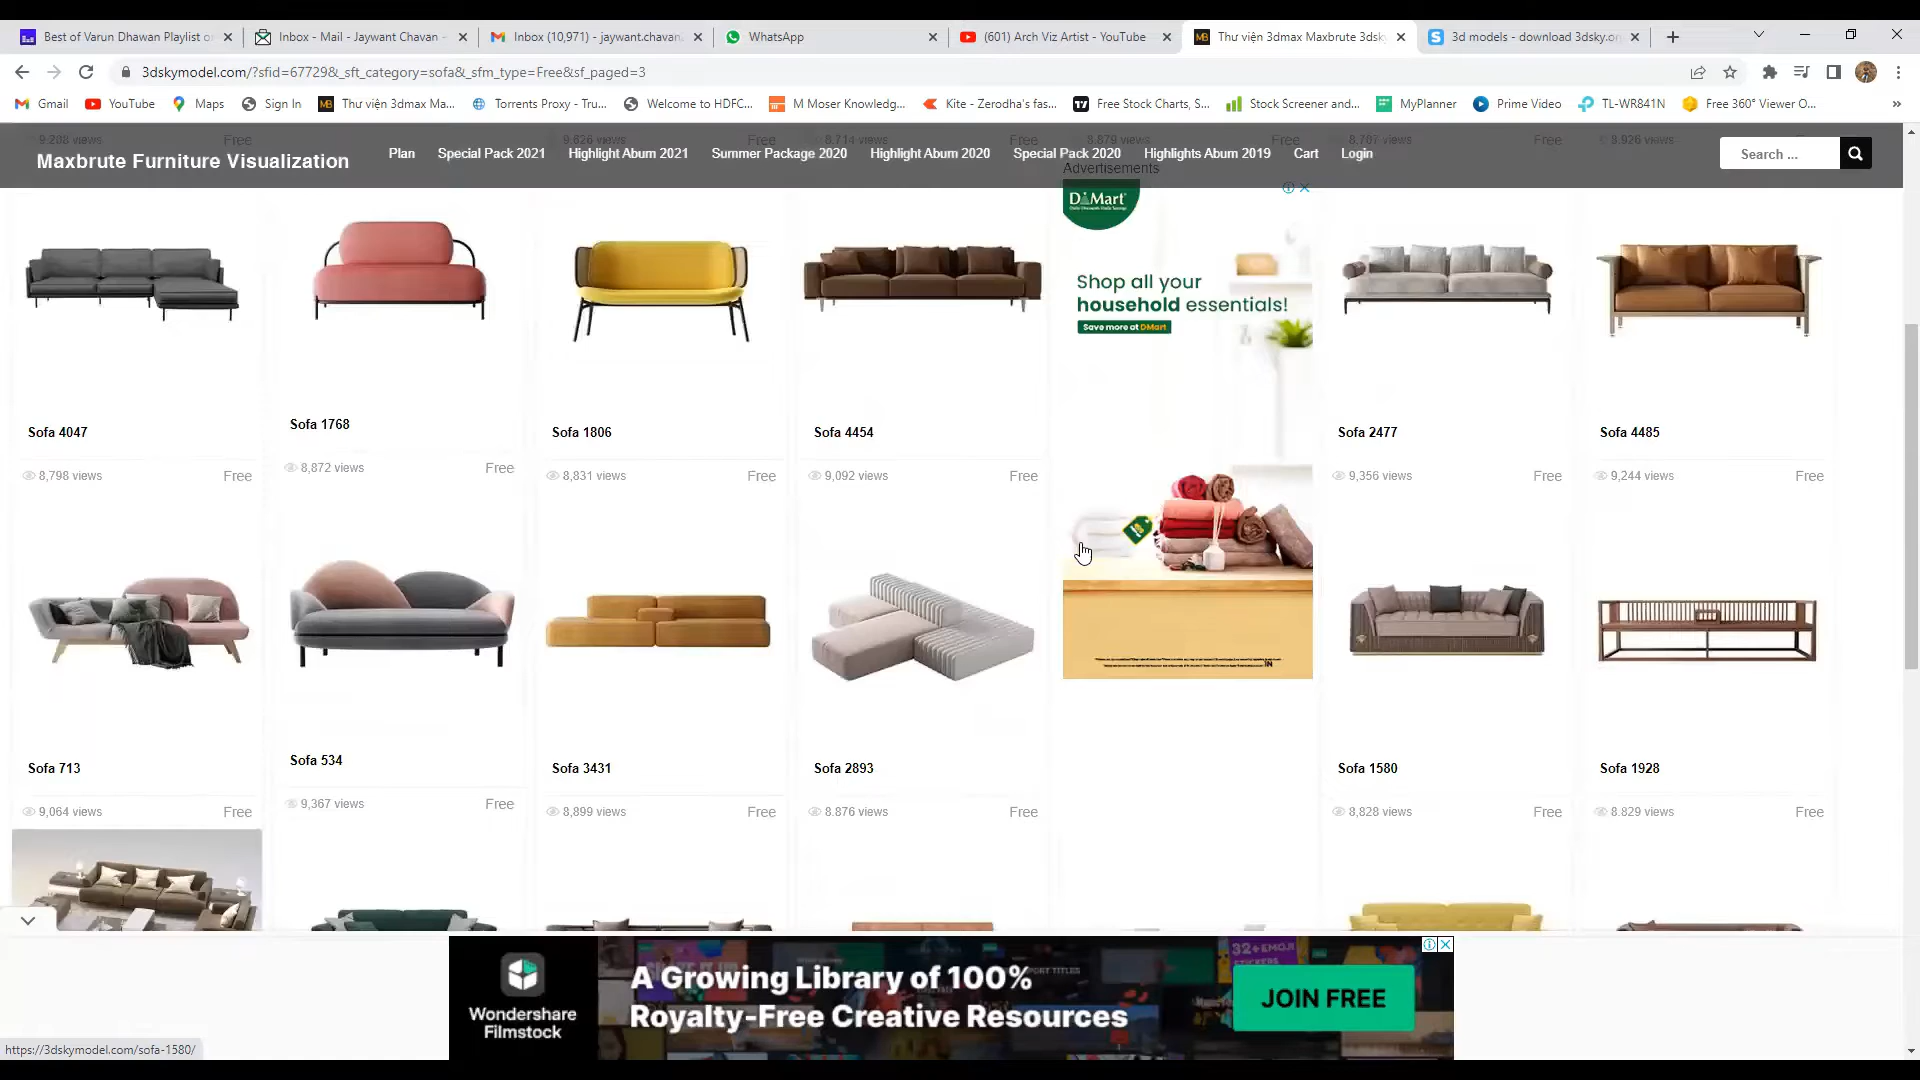 Best of Varun Dhawan Playlist o
Inbox - Mail - Jaywant Chavan -
Inbox (10,971) - jaywant.chavan.
WhatsApp
(601) Arch Viz Artist - YouTube
Thư viện 3dmax Maxbrute 3dsk
3d models - download 3dsky.or
3dskymodel.com/?sfid=67729&_sft_category=sofa&_sfm_type=Free&sf_paged=3
Gmail
YouTube
Maps
Sign In
Thư viện 3dmax Ma...
Torrents Proxy - Tru...
Welcome to HDFC...
M Moser Knowledg...
Kite - Zerodha's fas...
Free Stock Charts, S...
Stock Screener and...
MyPlanner
Prime Video
TL-WR841N
Free 360° Viewer O...
9.208 views Free
9.626 views Free
8.714 views Free
8.879 views Free
8.707 views Free
8.926 views Free
Maxbrute Furniture Visualization
Plan
Special Pack 2021
Highlight Abum 2021
Summer Package 2020
Highlight Abum 2020
Special Pack 2020
Highlights Abum 2019
Cart
Login
Search ...
Advertisements
DMart
Shop all your
household essentials!
Save more at DMart
Sofa 4047
8,798 views Free
Sofa 1768
8,872 views Free
Sofa 1806
8,831 views Free
Sofa 4454
9,092 views Free
Sofa 2477
9,356 views Free
Sofa 4485
9,244 views Free
Sofa 713
9,064 views Free
Sofa 534
9,367 views Free
Sofa 3431
8,899 views Free
Sofa 2893
8.876 views Free
Sofa 1580
8,828 views Free
Sofa 1928
8.829 views Free
Wondershare
Filmstock
A Growing Library of 100%
Royalty-Free Creative Resources
32+EMOJI
STICKERS
JOIN FREE
https://3dskymodel.com/sofa-1580/